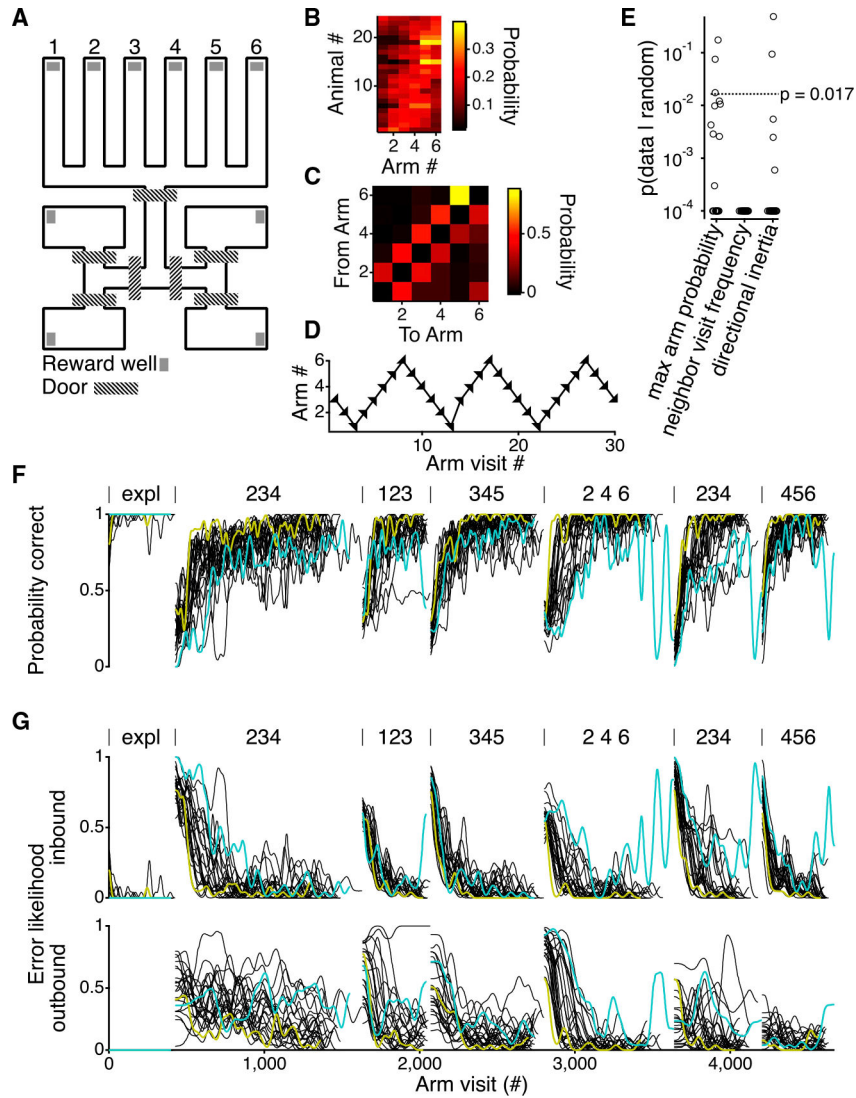 A
1 2 3 4 5 6
Reward well
Door
B
Animal #
20
10
2 4 6
Arm #
0.3
0.2
0.1
Probability
C
From Arm
6
4
2
2 4 6
To Arm
0.5
0
Probability
D
Arm #
6
4
2
10 20 30
Arm visit #
E
p(data | random)
10-1
10-2
10-3
10-4
p = 0.017
max arm probability
neighbor visit frequency
directional inertia
F
expl 234 123 345 2 4 6 234 456
Probability correct
1
0.5
0
G
expl 234 123 345 2 4 6 234 456
Error likelihood
inbound
1
0.5
0
outbound
1
0.5
0
0 1,000 2,000 3,000 4,000
Arm visit (#)